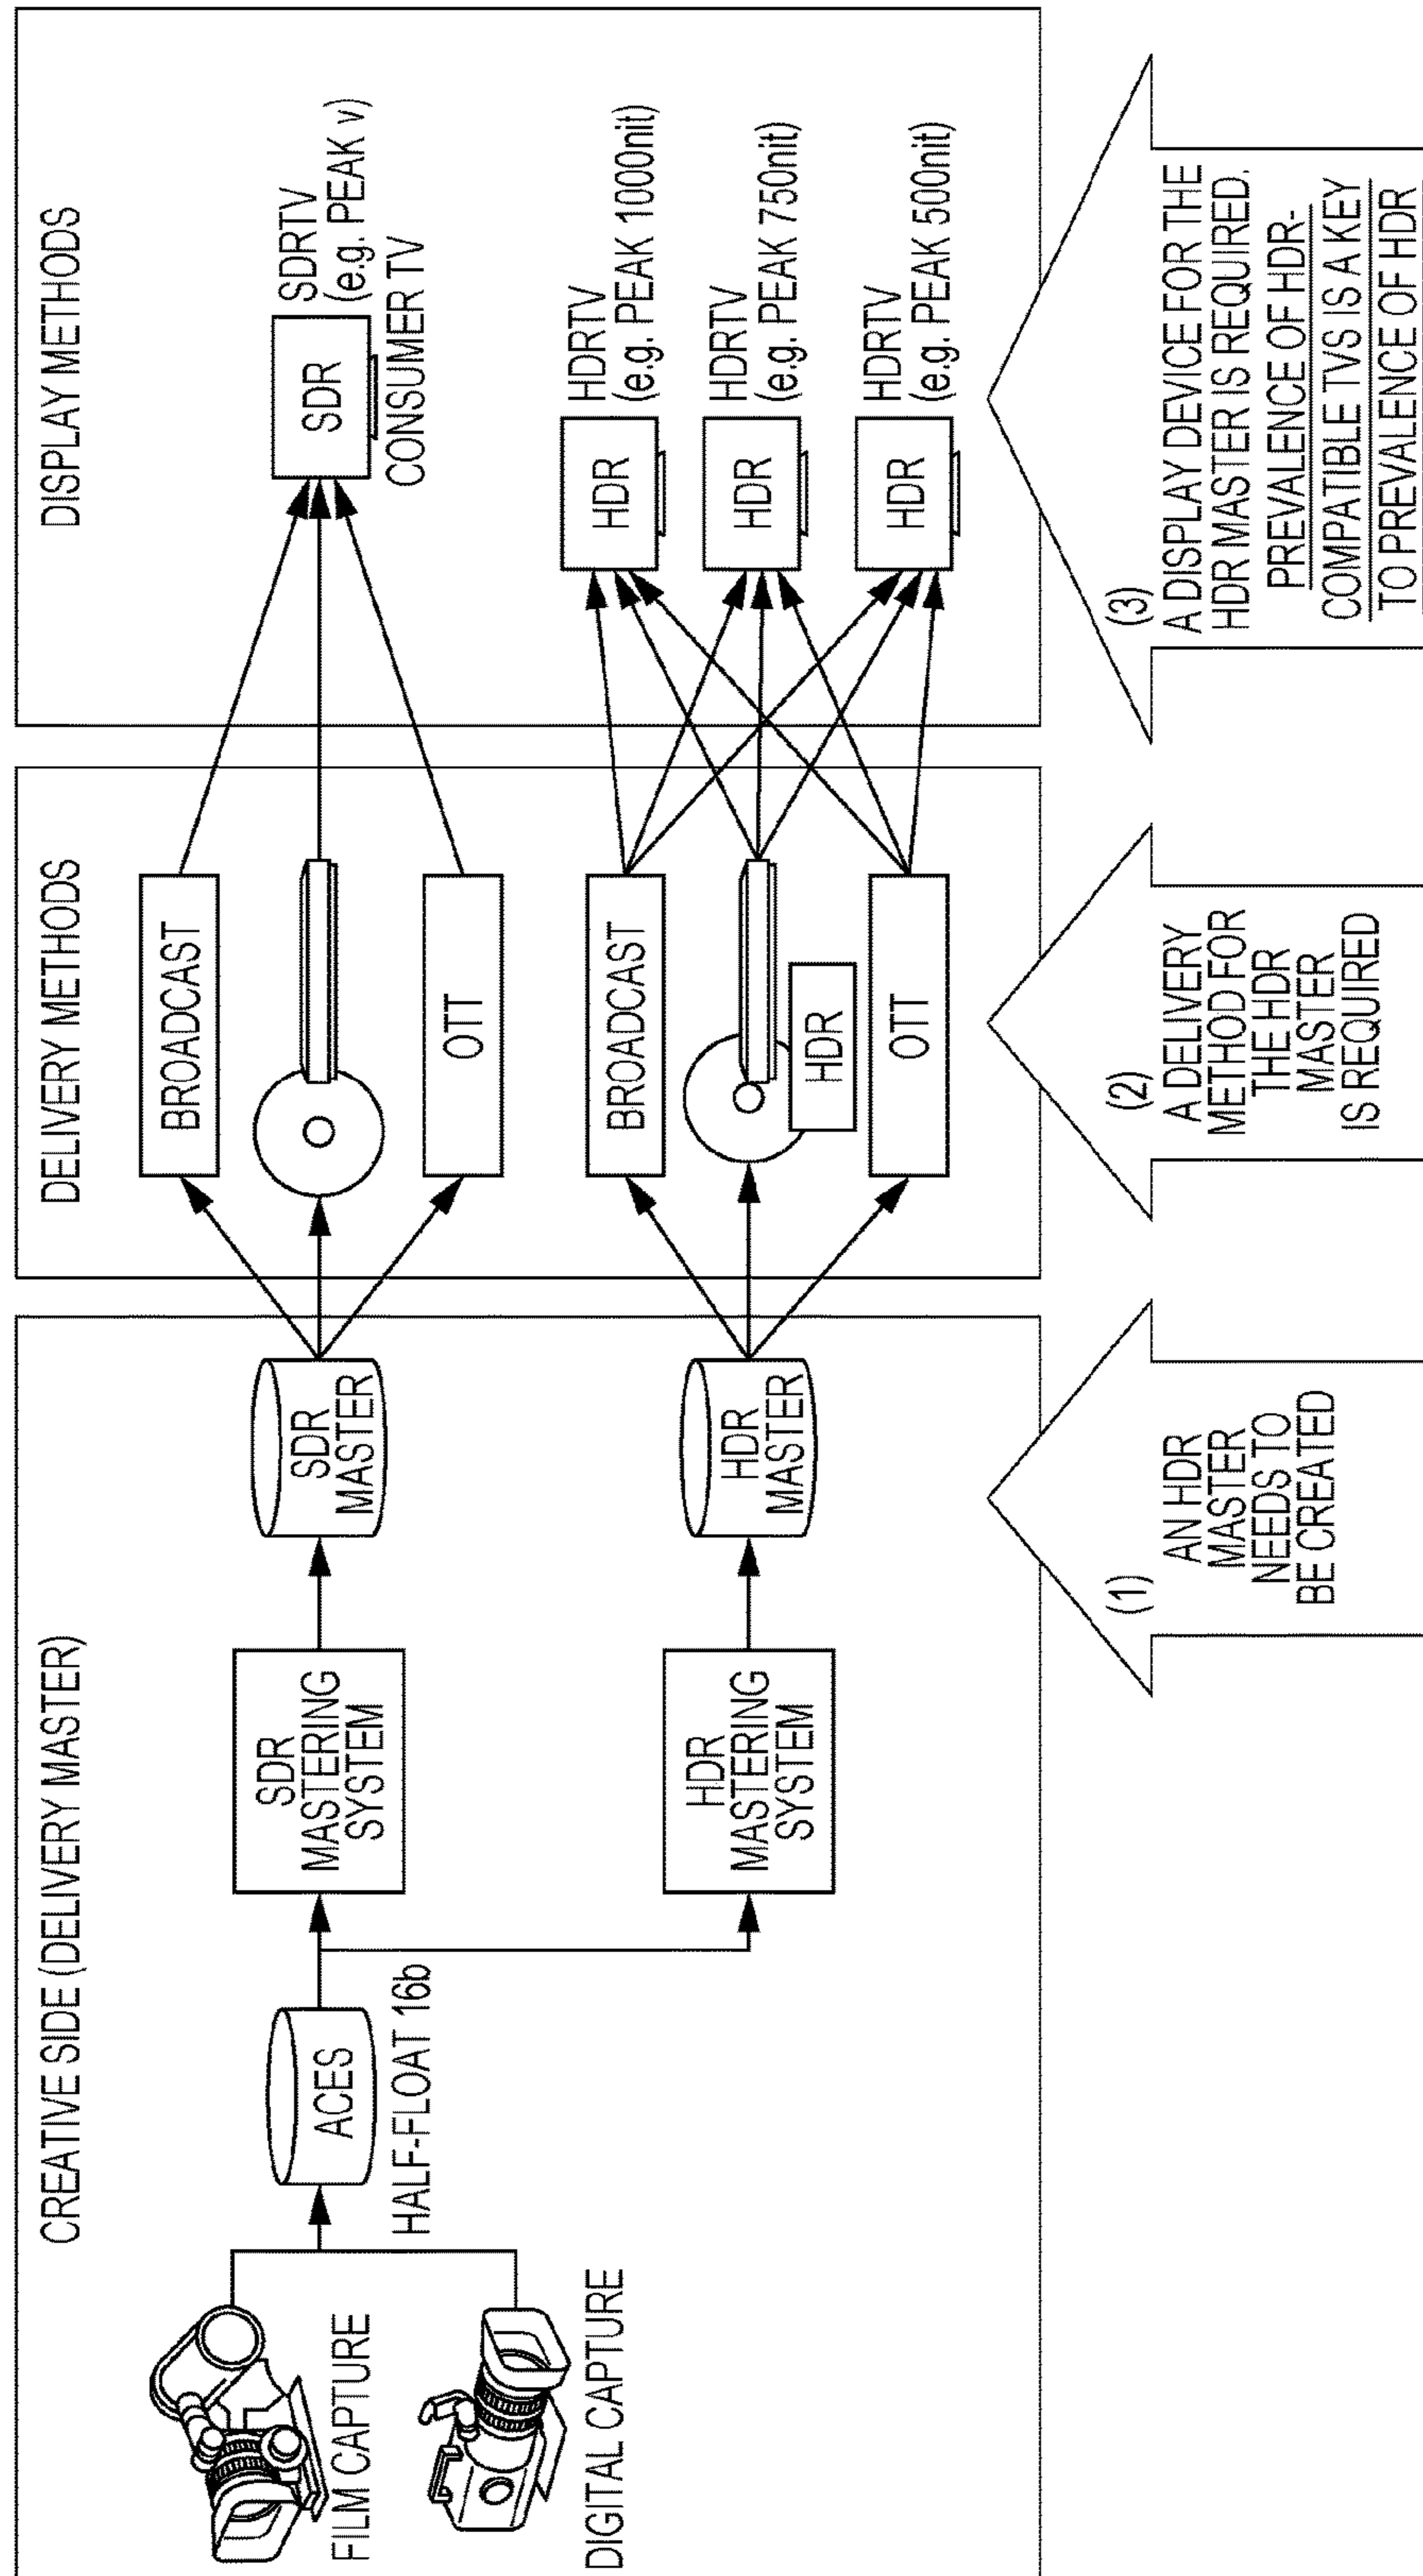 CREATIVE SIDE (DELIVERY MASTER)
FILM CAPTURE
DIGITAL CAPTURE
ACES
HALF-FLOAT 16b
SDR
MASTERING
SYSTEM
HDR
MASTERING
SYSTEM
SDR
MASTER
HDR
MASTER
DELIVERY METHODS
BROADCAST
OTT
BROADCAST
HDR
OTT
DISPLAY METHODS
SDR
SDRTV
(e.g. PEAK v)
CONSUMER TV
HDR
HDRTV
(e.g. PEAK 1000nit)
HDR
HDRTV
(e.g. PEAK 750nit)
HDR
HDRTV
(e.g. PEAK 500nit)
(1)
AN HDR
MASTER
NEEDS TO
BE CREATED
(2)
A DELIVERY
METHOD FOR
THE HDR
MASTER
IS REQUIRED
(3)
A DISPLAY DEVICE FOR THE
HDR MASTER IS REQUIRED.
PREVALENCE OF HDR-
COMPATIBLE TVS IS A KEY
TO PREVALENCE OF HDR